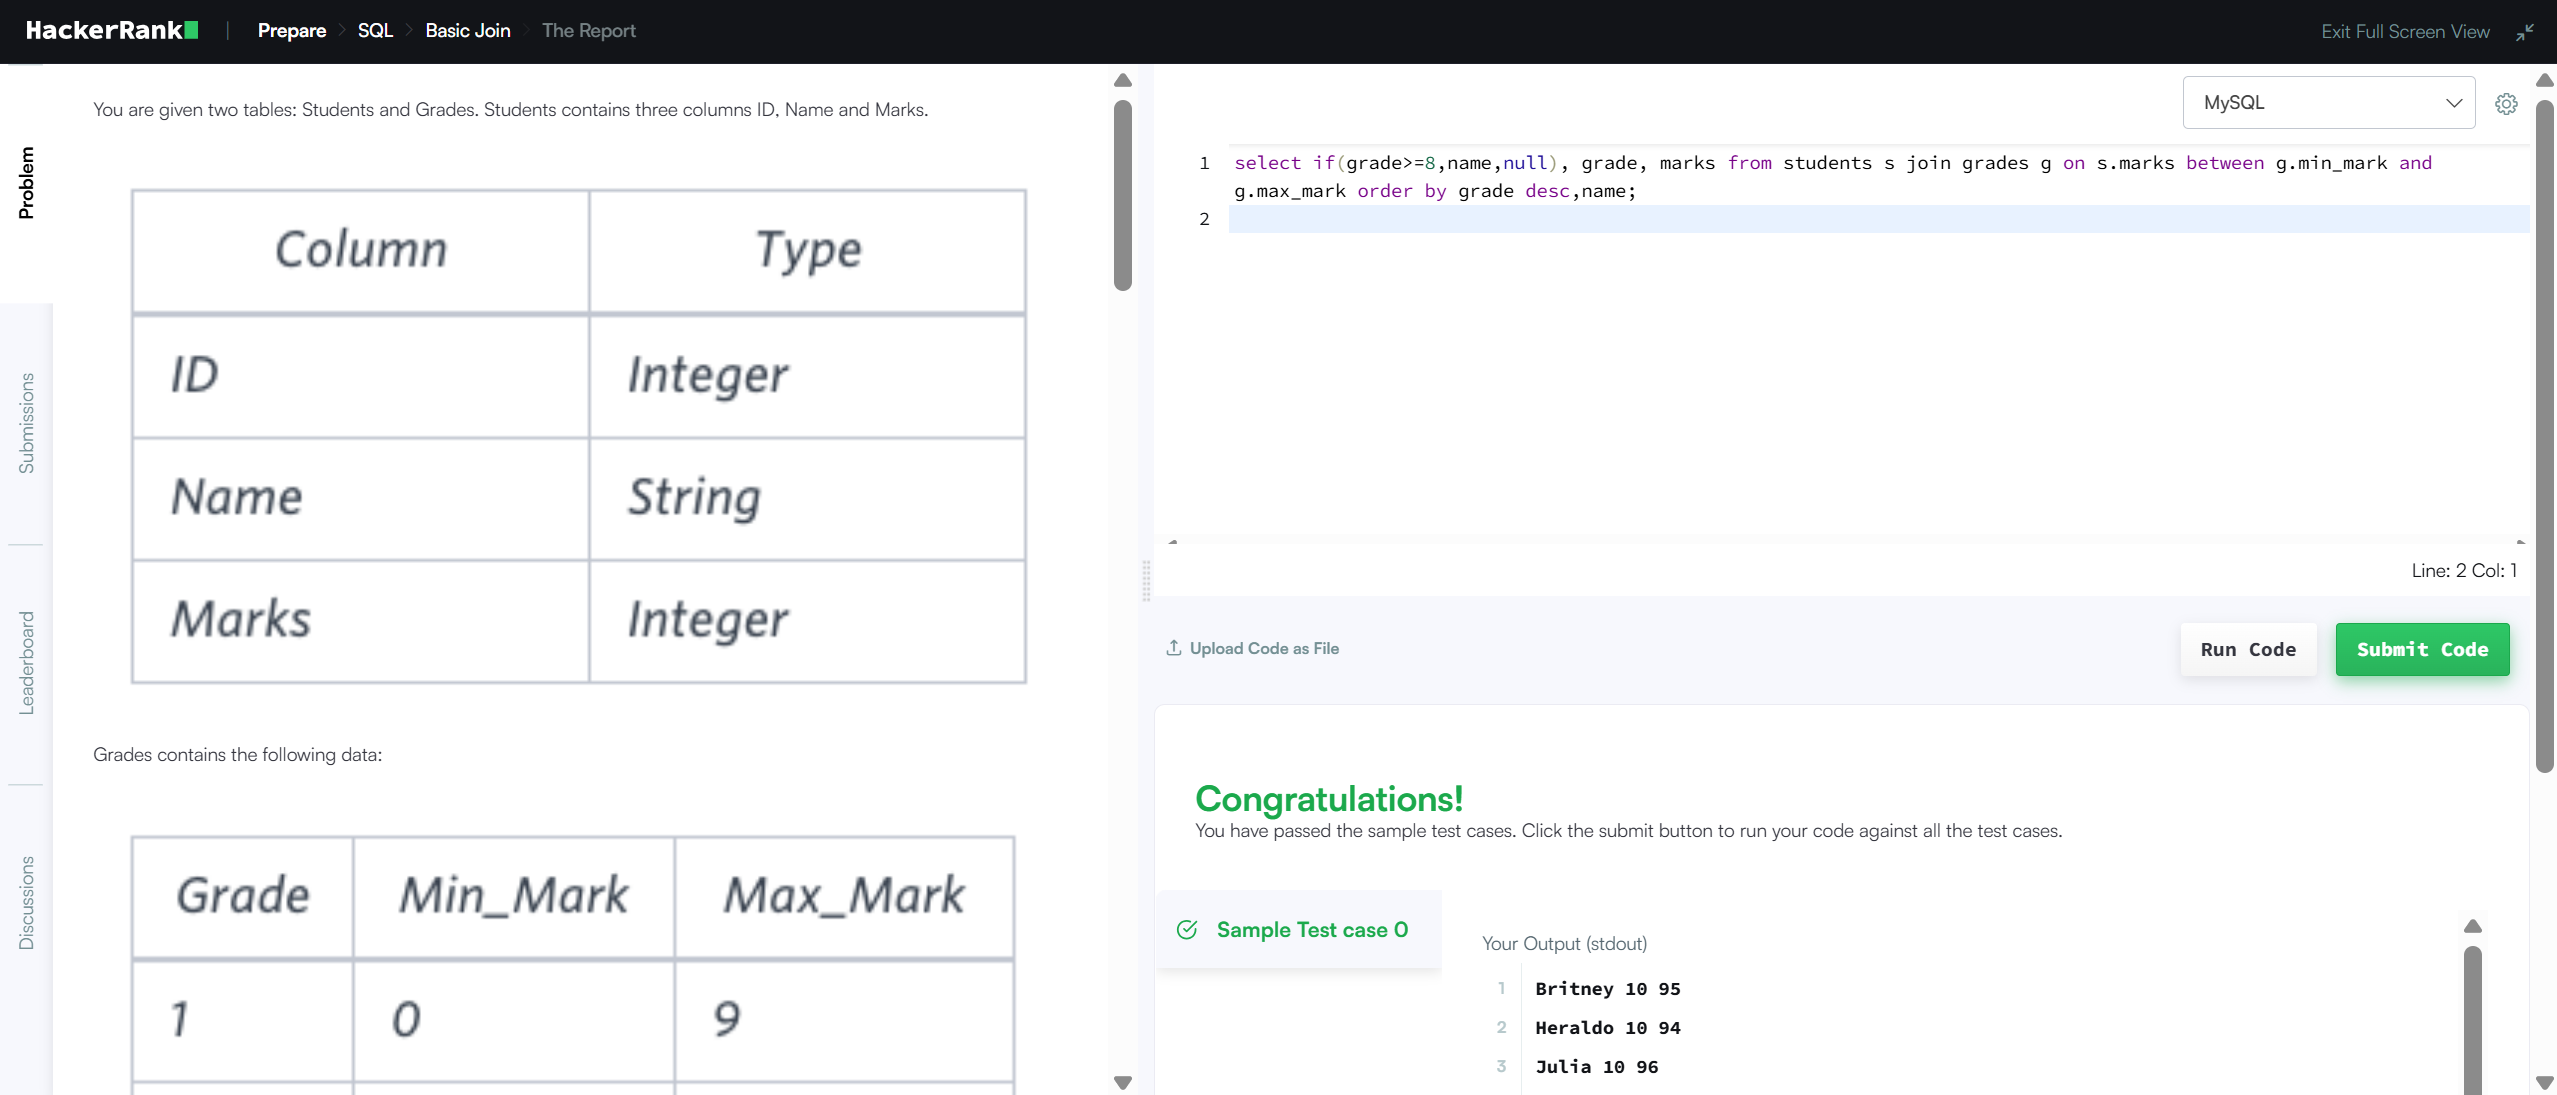 HackerRank
Prepare
SQL
Basic Join
The Report
Exit Full Screen View
Problem
Submissions
Leaderboard
Discussions
You are given two tables: Students and Grades. Students contains three columns ID, Name and Marks.
Column Type
ID Integer
Name String
Marks Integer
Grades contains the following data:
Grade Min_Mark Max_Mark
1 0 9
MySQL
1 select if(grade>=8,name,null), grade, marks from students s join grades g on s.marks between g.min_mark and
g.max_mark order by grade desc,name;
2
Line: 2 Col: 1
Upload Code as File
Run Code
Submit Code
Congratulations!
You have passed the sample test cases. Click the submit button to run your code against all the test cases.
Sample Test case 0
Your Output (stdout)
1 Britney 10 95
2 Heraldo 10 94
3 Julia 10 96